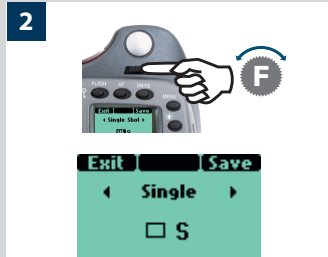 2
FLASH AF DRIVE
MENU
Exit Save
Single Shot
S
F
Exit Save
Single
S